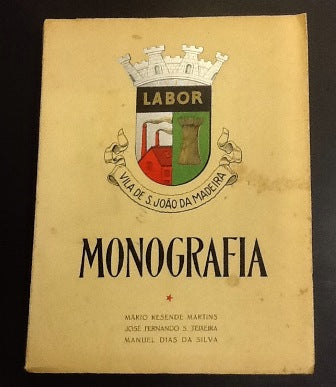 LABOR
VILA DE S. JOÃO DA MADEIRA
MONOGRAFIA
MÁRIO RESENDE MARTINS
JOSÉ FERNANDO S. TEIXEIRA
MANUEL DIAS DA SILVA